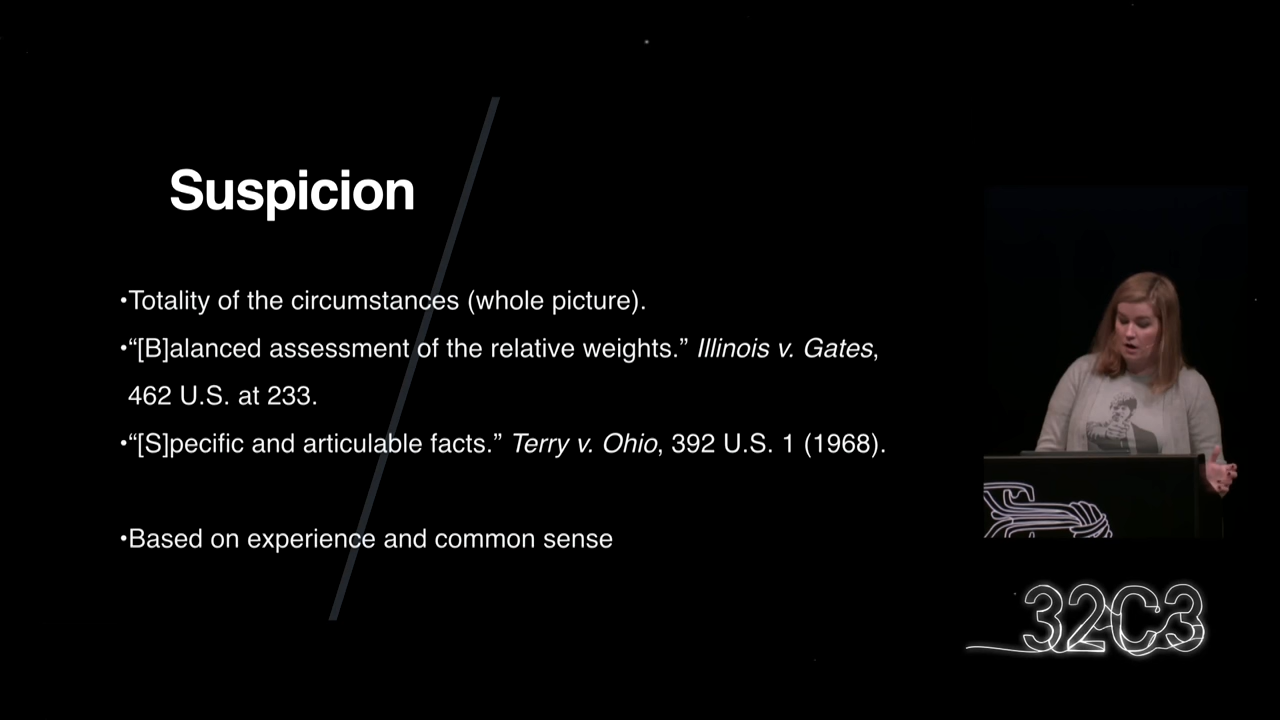 Suspicion
•Totality of the circumstances (whole picture).
•“[B]alanced assessment of the relative weights.” Illinois v. Gates,
462 U.S. at 233.
•“[S]pecific and articulable facts.” Terry v. Ohio, 392 U.S. 1 (1968).
•Based on experience and common sense
32C3